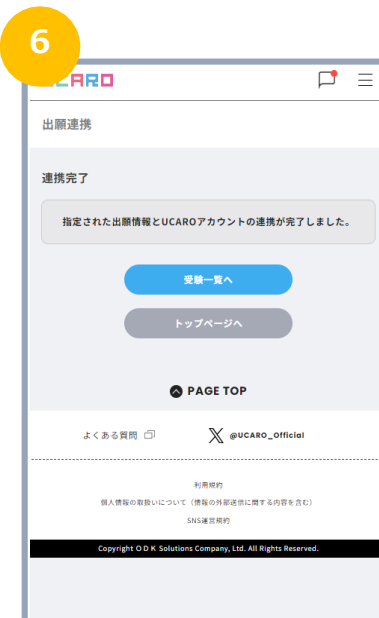 6
UCARO
出願連携
連携完了
指定された出願情報とUCAROアカウントの連携が完了しました。
受験一覧へ
トップページへ
PAGE TOP
よくある質問
@UCARO_Official
利用規約
個人情報の取扱いについて（情報の外部送信に関する内容を含む）
SNS運営規約
Copyright O D K Solutions Company, Ltd. All Rights Reserved.